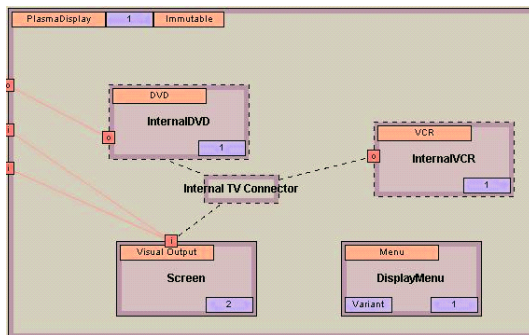 PlasmaDisplay 1 Immutable
DVD
InternalDVD
1
o
o
VCR
InternalVCR
1
o
i
i
Internal TV Connector
i
Visual Output
Screen
2
Menu
DisplayMenu
Variant 1